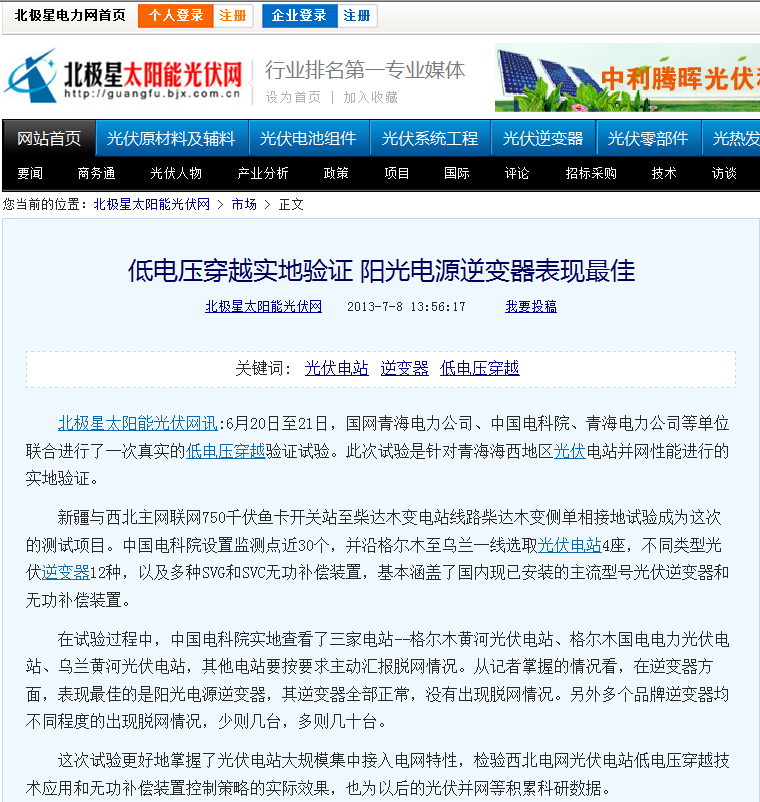 北极星电力网首页 个人登录 注册 企业登录 注册
北极星太阳能光伏网 行业排名第一专业媒体
http://guangfu.bjx.com.cn 设为首页 | 加入收藏
中利腾晖光伏科
网站首页 光伏原材料及辅料 光伏电池组件 光伏系统工程 光伏逆变器 光伏零部件 光热发
要闻 商务通 光伏人物 产业分析 政策 项目 国际 评论 招标采购 技术 访谈
您当前的位置：北极星太阳能光伏网 > 市场 > 正文
低电压穿越实地验证 阳光电源逆变器表现最佳
北极星太阳能光伏网 2013-7-8 13:56:17 我要投稿
关键词： 光伏电站 逆变器 低电压穿越
北极星太阳能光伏网讯:6月20日至21日，国网青海电力公司、中国电科院、青海电力公司等单位
联合进行了一次真实的低电压穿越验证试验。此次试验是针对青海海西地区光伏电站并网性能进行的
实地验证。
新疆与西北主网联网750千伏鱼卡开关站至柴达木变电站线路柴达木变侧单相接地试验成为这次
的测试项目。中国电科院设置监测点近30个，并沿格尔木至乌兰一线选取光伏电站4座，不同类型光
伏逆变器12种，以及多种SVG和SVC无功补偿装置，基本涵盖了国内现已安装的主流型号光伏逆变器和
无功补偿装置。
在试验过程中，中国电科院实地查看了三家电站--格尔木黄河光伏电站、格尔木国电电力光伏电
站、乌兰黄河光伏电站，其他电站要按要求主动汇报脱网情况。从记者掌握的情况看，在逆变器方
面，表现最佳的是阳光电源逆变器，其逆变器全部正常，没有出现脱网情况。另外多个品牌逆变器均
不同程度的出现脱网情况，少则几台，多则几十台。
这次试验更好地掌握了光伏电站大规模集中接入电网特性，检验西北电网光伏电站低电压穿越技
术应用和无功补偿装置控制策略的实际效果，也为以后的光伏并网等积累科研数据。